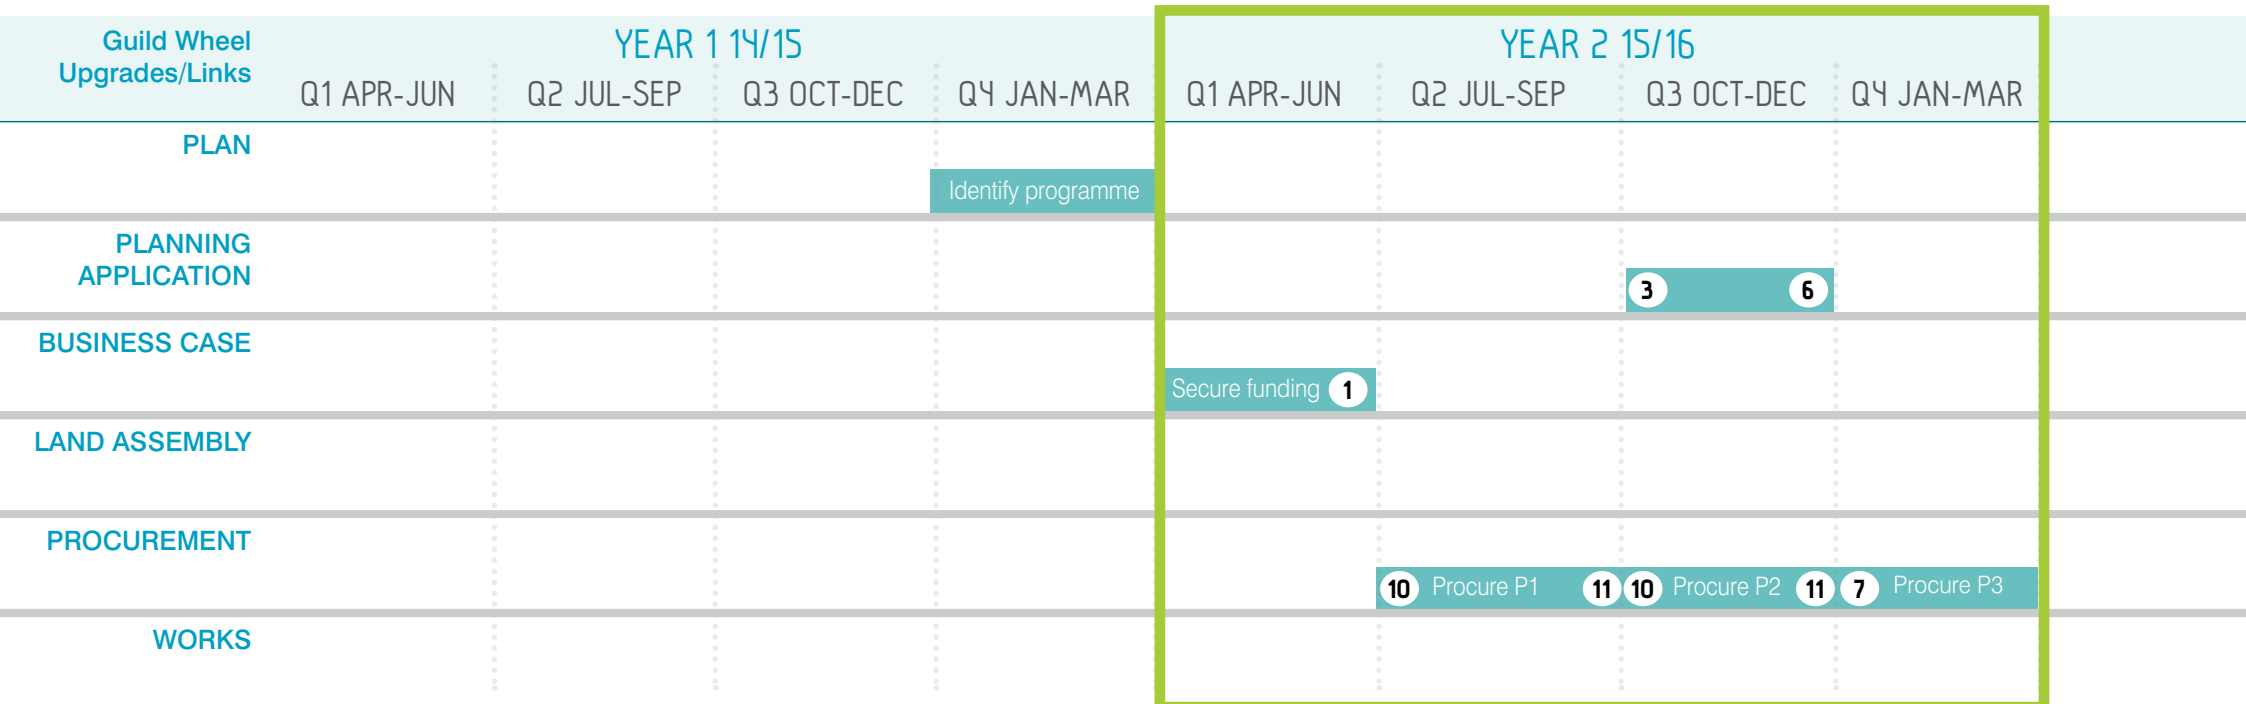 Guild Wheel
Upgrades/Links
YEAR 1 14/15
YEAR 2 15/16
Q1 APR-JUN
Q2 JUL-SEP
Q3 OCT-DEC
Q4 JAN-MAR
Q1 APR-JUN
Q2 JUL-SEP
Q3 OCT-DEC
Q4 JAN-MAR
PLAN
Identify programme
PLANNING
APPLICATION
3
6
BUSINESS CASE
Secure funding 1
LAND ASSEMBLY
PROCUREMENT
10 Procure P1 11
10 Procure P2 11
7 Procure P3
WORKS